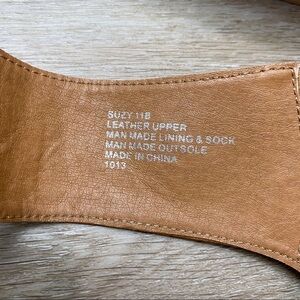 SUZY 11B
LEATHER UPPER
MAN MADE LINING & SOCK
MAN MADE OUTSOLE
MADE IN CHINA
1013